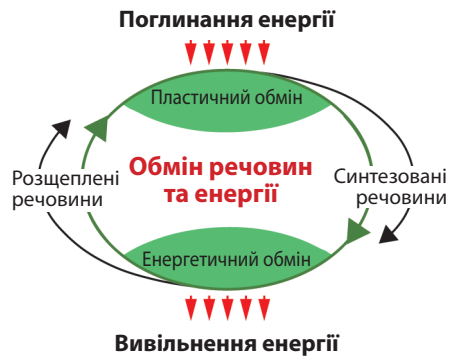 Поглинання енергії
Пластичний обмін
Обмін речовин
та енергії
Розщеплені
речовини
Синтезовані
речовини
Енергетичний обмін
Вивільнення енергії